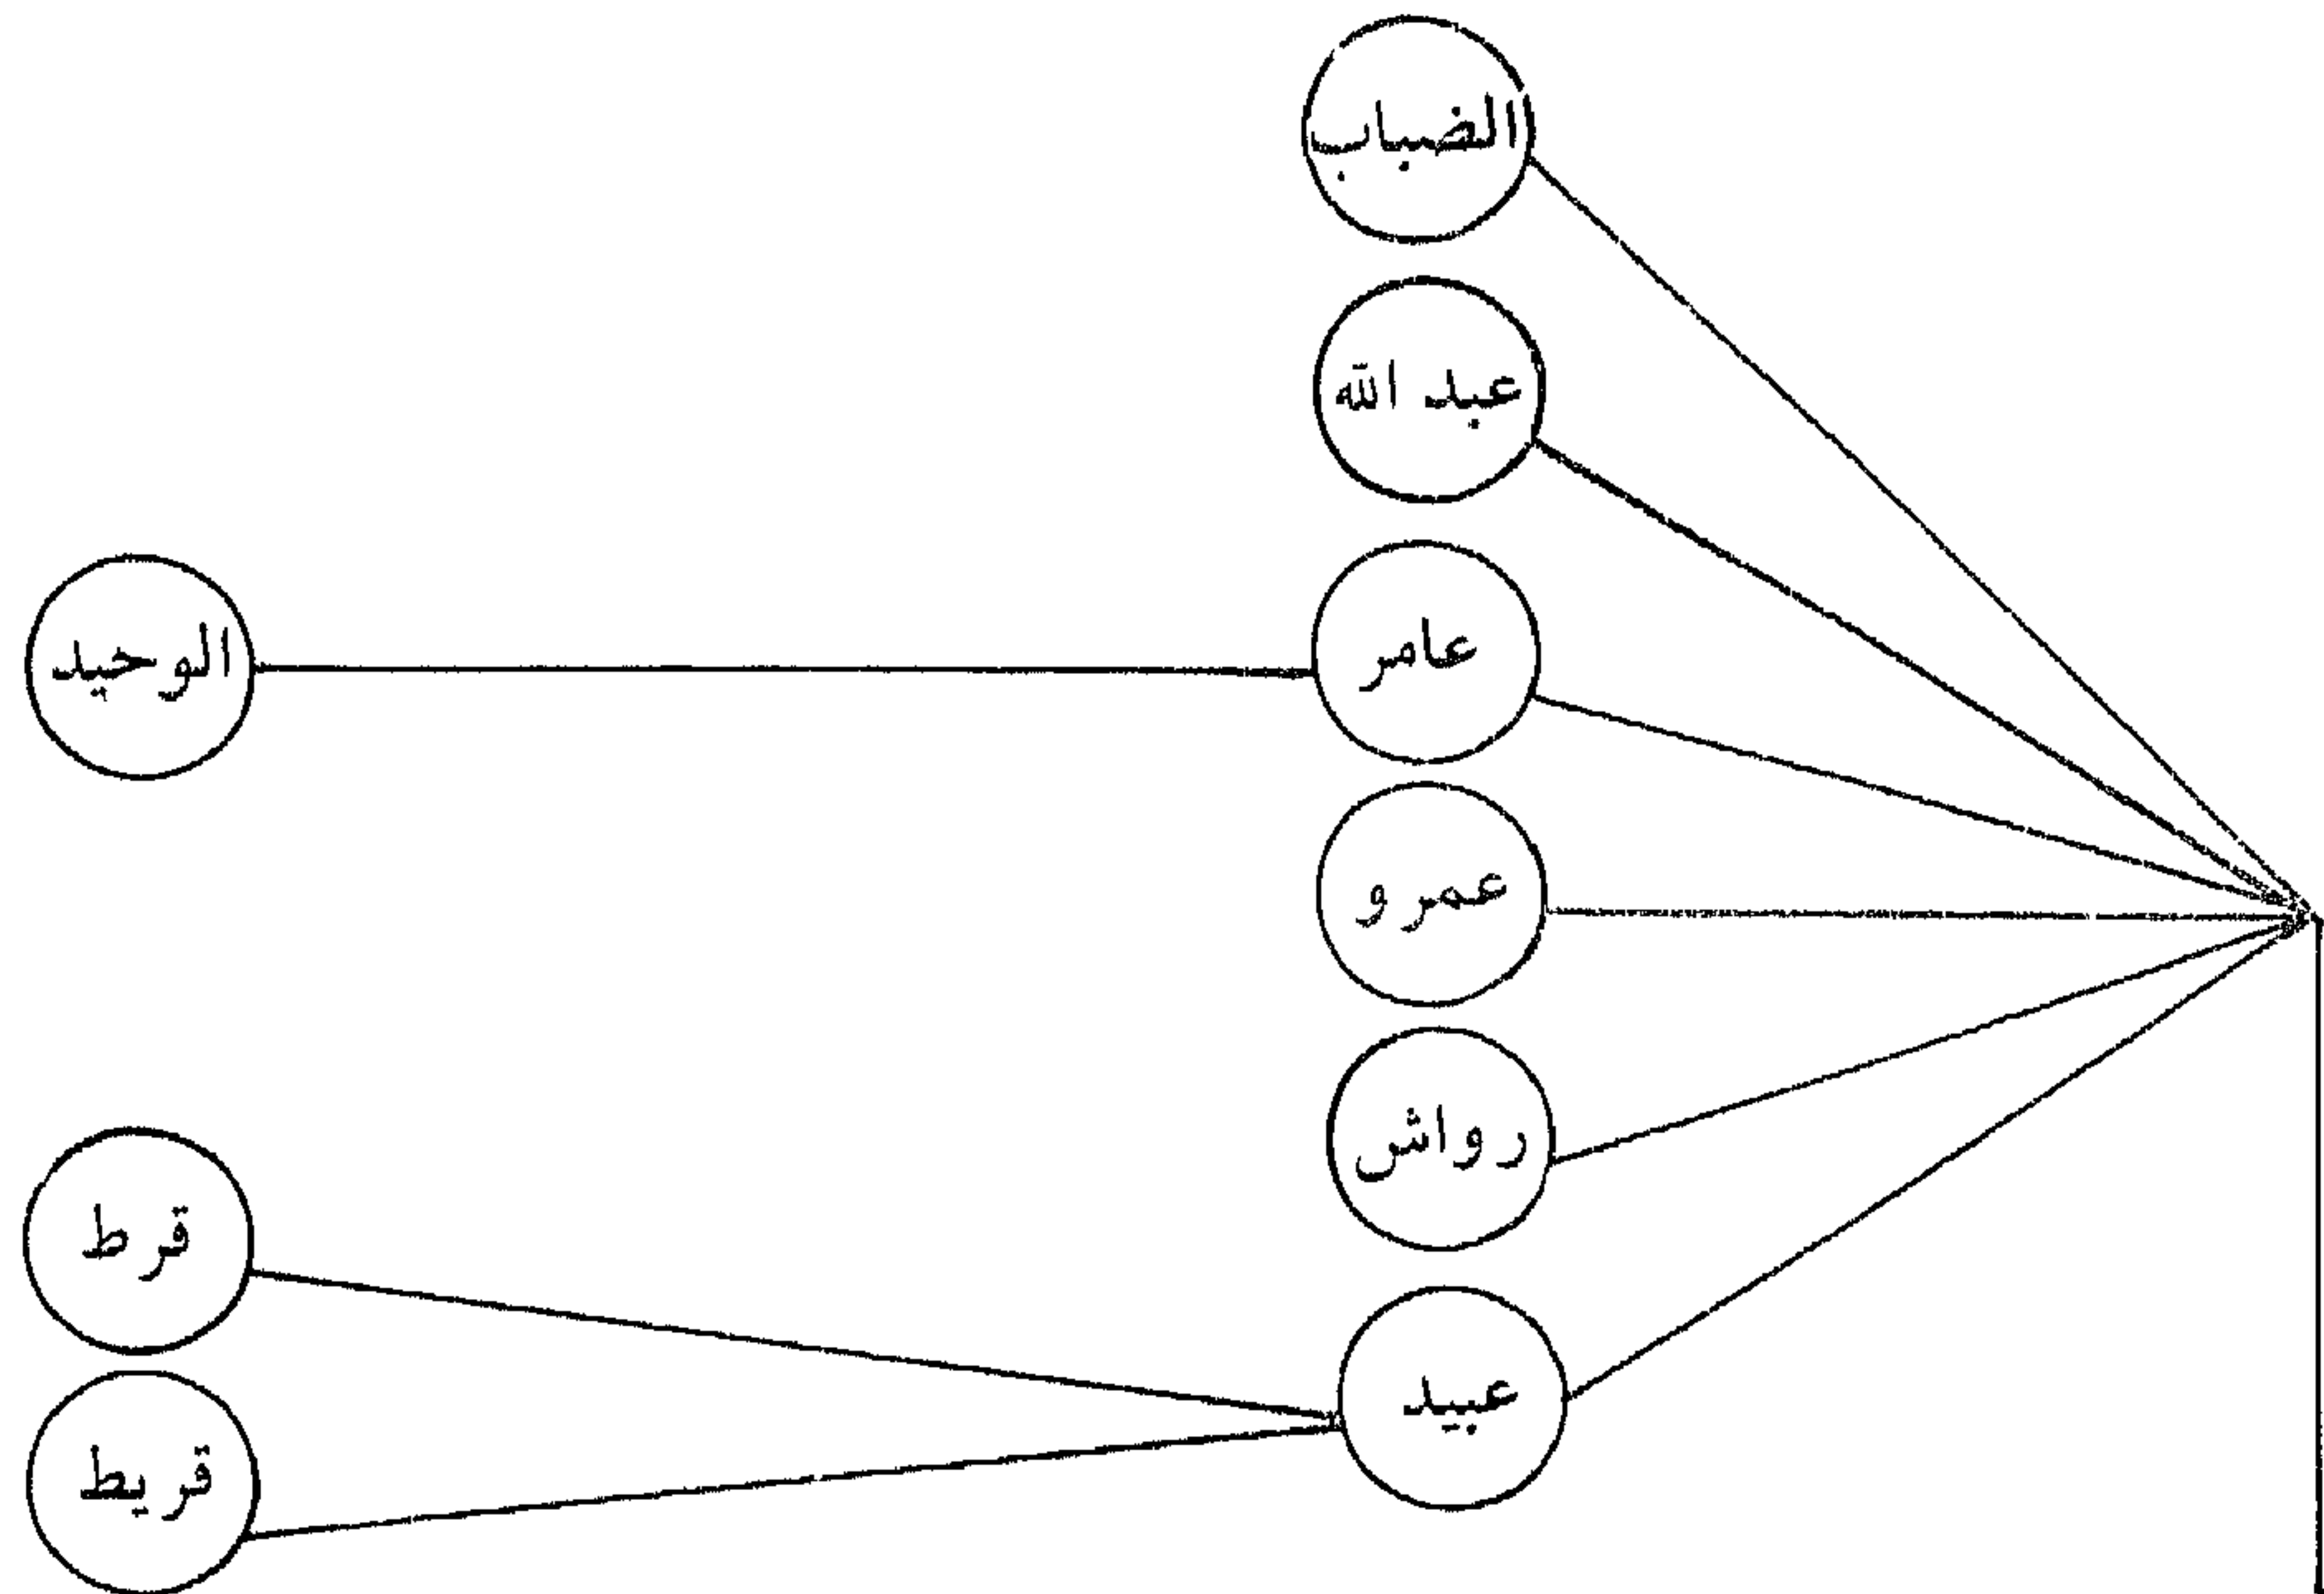 الضباب
عبد الله
عامر
الوحيد
عمرو
رواش
قرط
عبيد
قريط